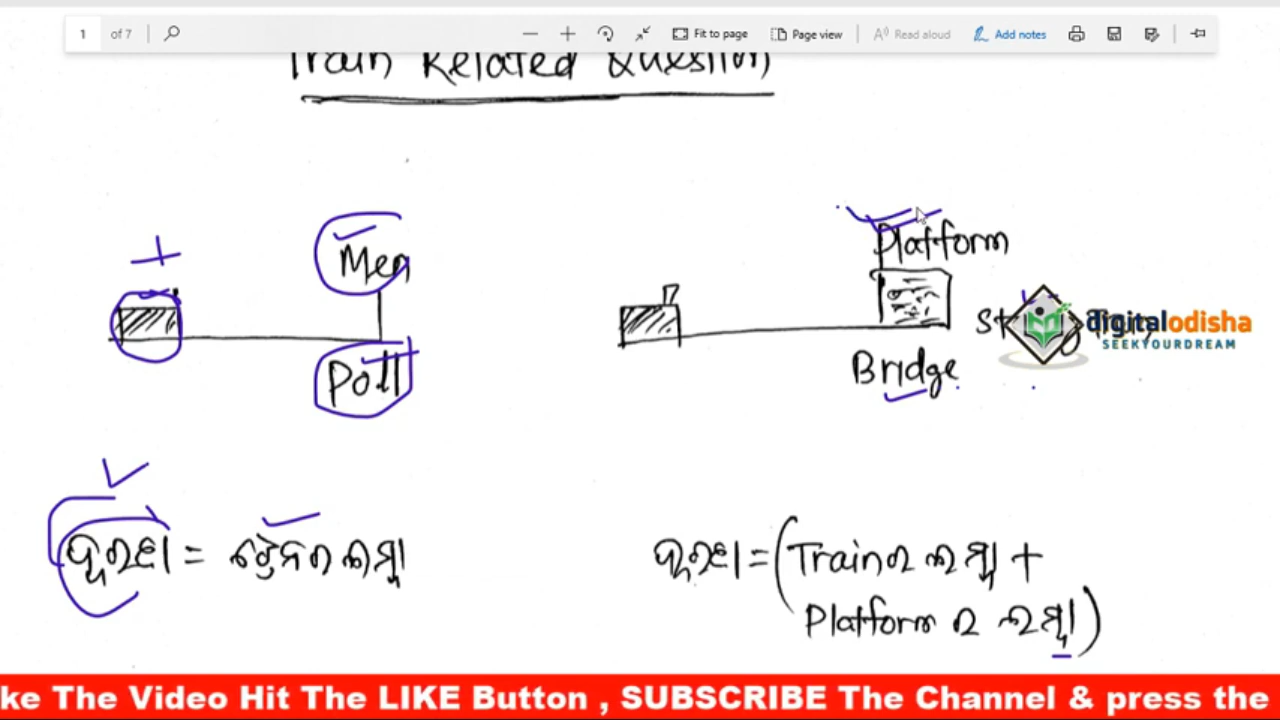 1 of 7 Fit to page Page view Read aloud Add notes
Train Related Question
Men
Poll
Platform
Bridge
digitalodisha
SEEKYOURDREAM
ଦୂରତା = ଟ୍ରେନର ଲମ୍ବା
ଦୂରତା = (Trainର ଲମ୍ବା +
Platform ର ଲମ୍ବା)
ke The Video Hit The LIKE Button , SUBSCRIBE The Channel & press the